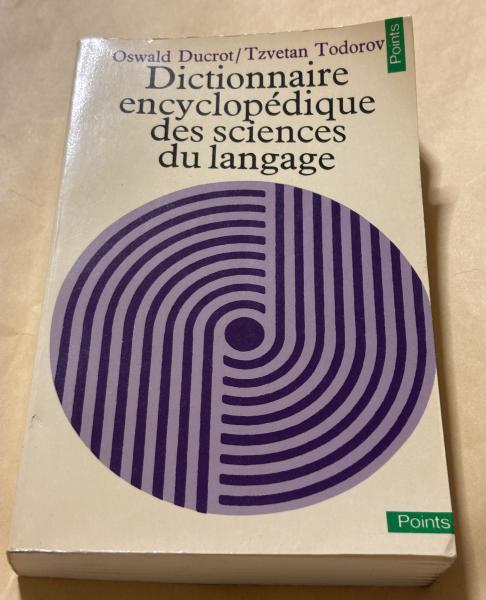 Oswald Ducrot/Tzvetan Todorov
Points
Dictionnaire
encyclopédique
des sciences
du langage
Points